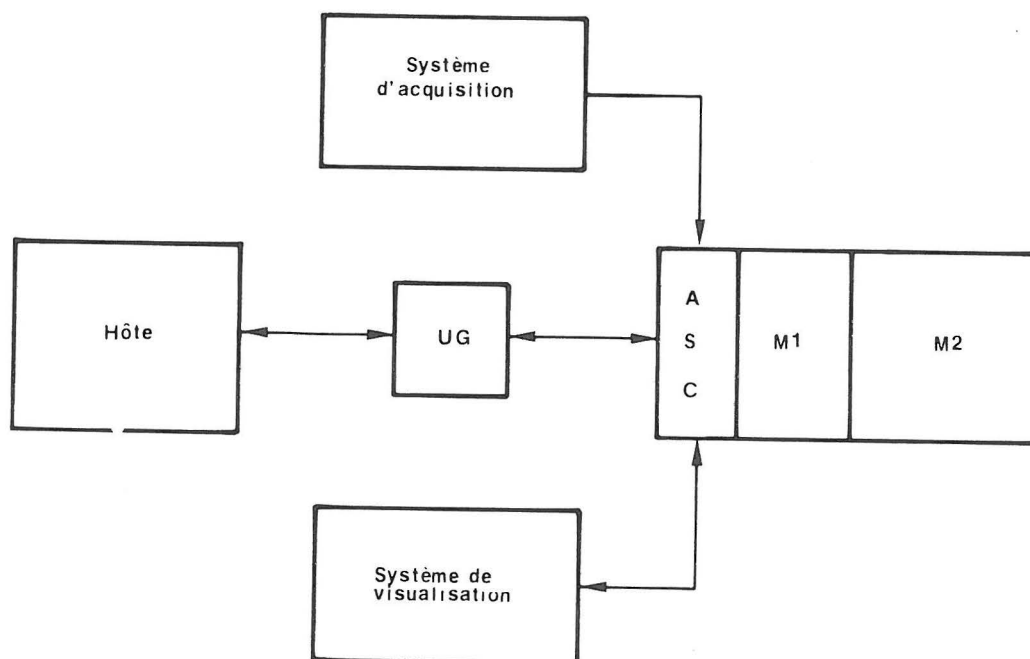 Système
d'acquisition
Hôte
UG
A
S
C
M1
M2
Système de
visualisation